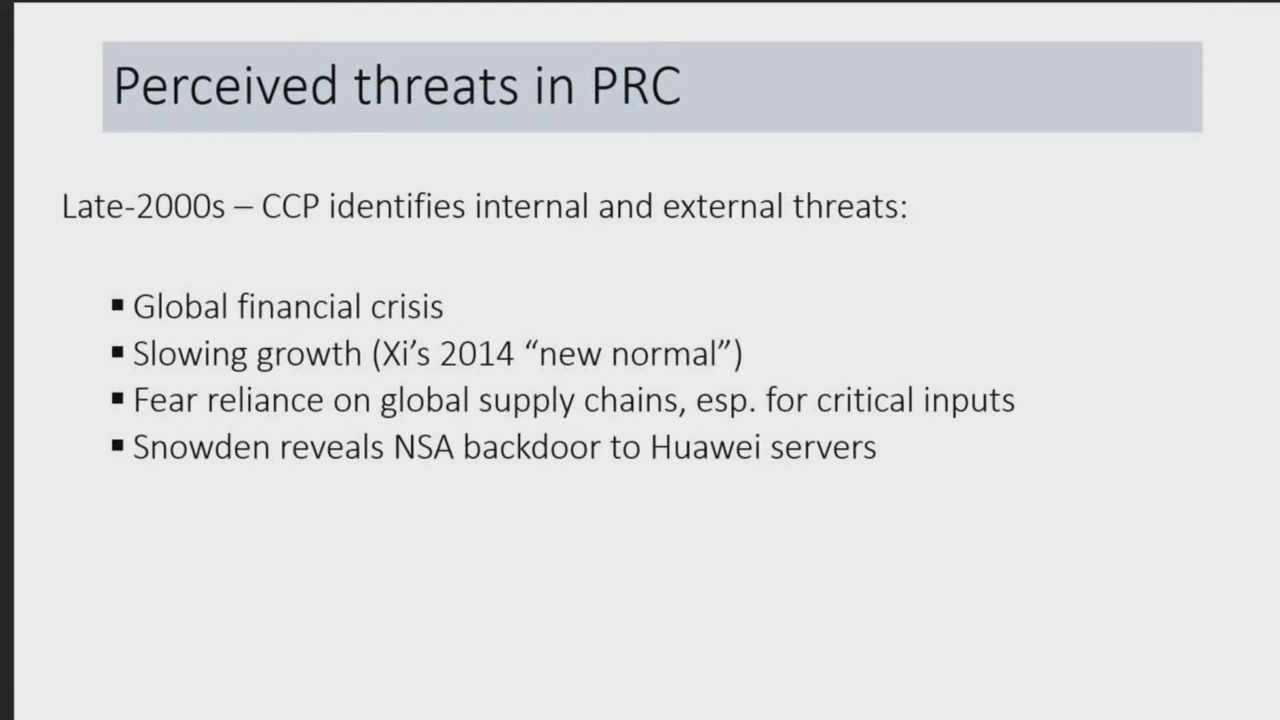 Perceived threats in PRC
Late-2000s – CCP identifies internal and external threats:
▪ Global financial crisis
▪ Slowing growth (Xi’s 2014 “new normal”)
▪ Fear reliance on global supply chains, esp. for critical inputs
▪ Snowden reveals NSA backdoor to Huawei servers